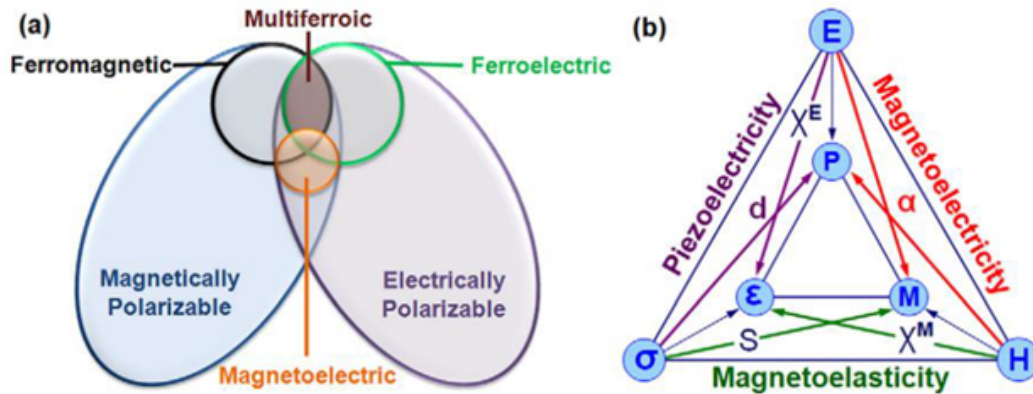 (a)
Multiferroic
Ferromagnetic
Ferroelectric
Magnetically
Polarizable
Electrically
Polarizable
Magnetoelectric
(b)
E
Piezoelectricity
Magnetoelectricity
χᴱ
P
d
α
ε
M
S
χᴹ
σ
H
Magnetoelasticity